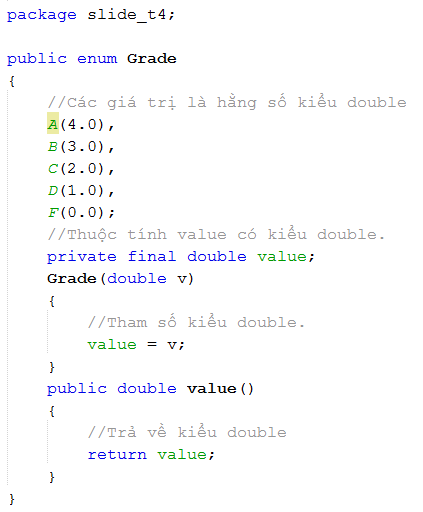 package slide_t4;
public enum Grade
{
//Các giá trị là hằng số kiểu double
A(4.0),
B(3.0),
C(2.0),
D(1.0),
F(0.0);
//Thuộc tính value có kiểu double.
private final double value;
Grade(double v)
{
//Tham số kiểu double.
value = v;
}
public double value()
{
//Trả về kiểu double
return value;
}
}